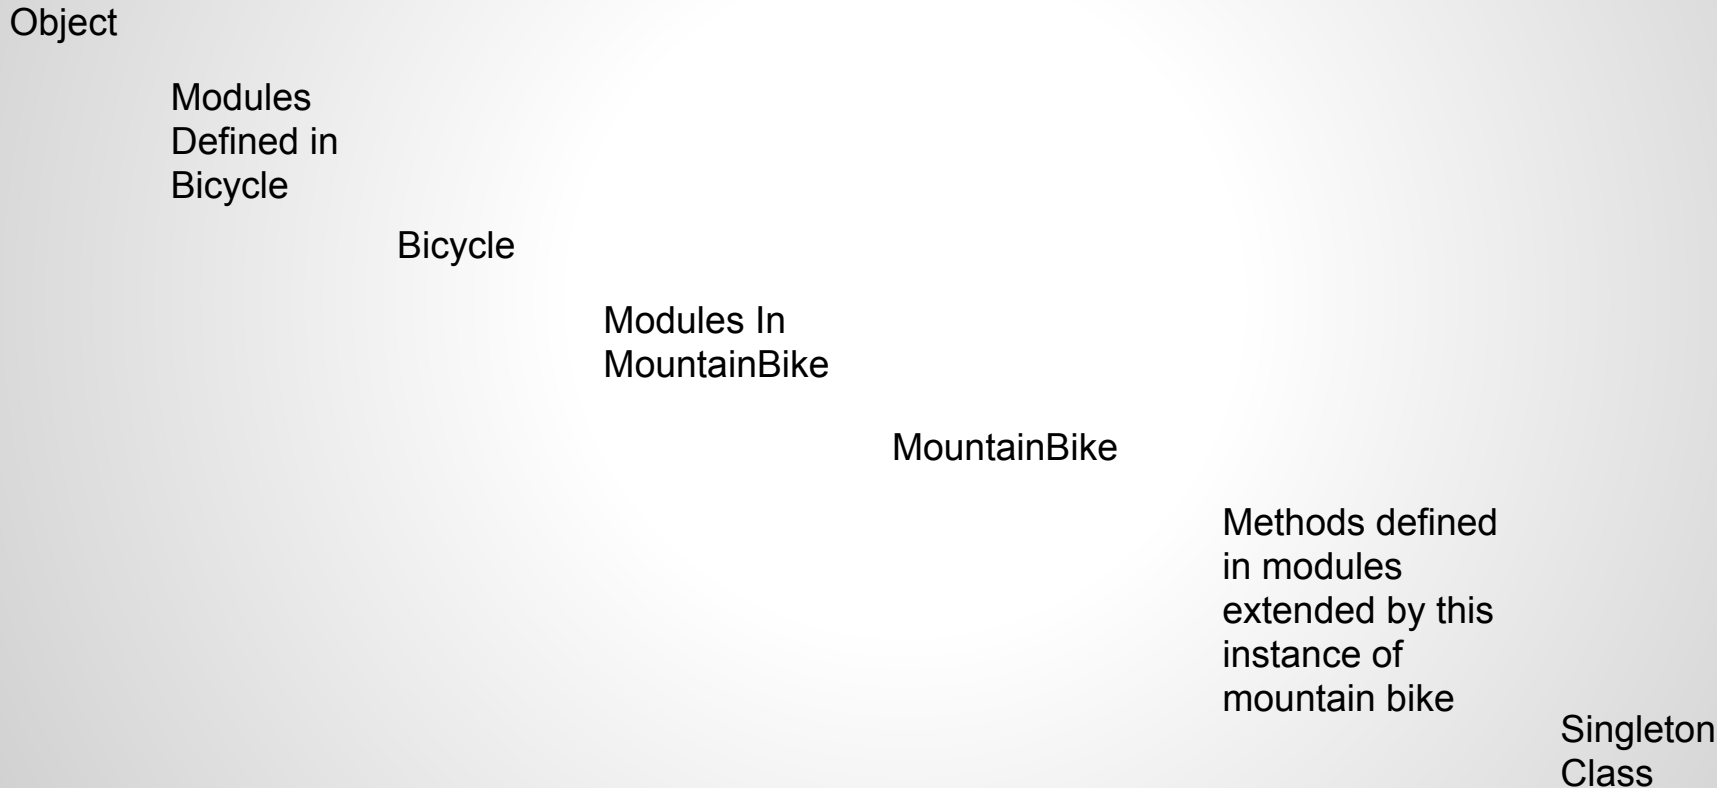 Object
Modules
Defined in
Bicycle
Bicycle
Modules In
MountainBike
MountainBike
Methods defined
in modules
extended by this
instance of
mountain bike
Singleton
Class